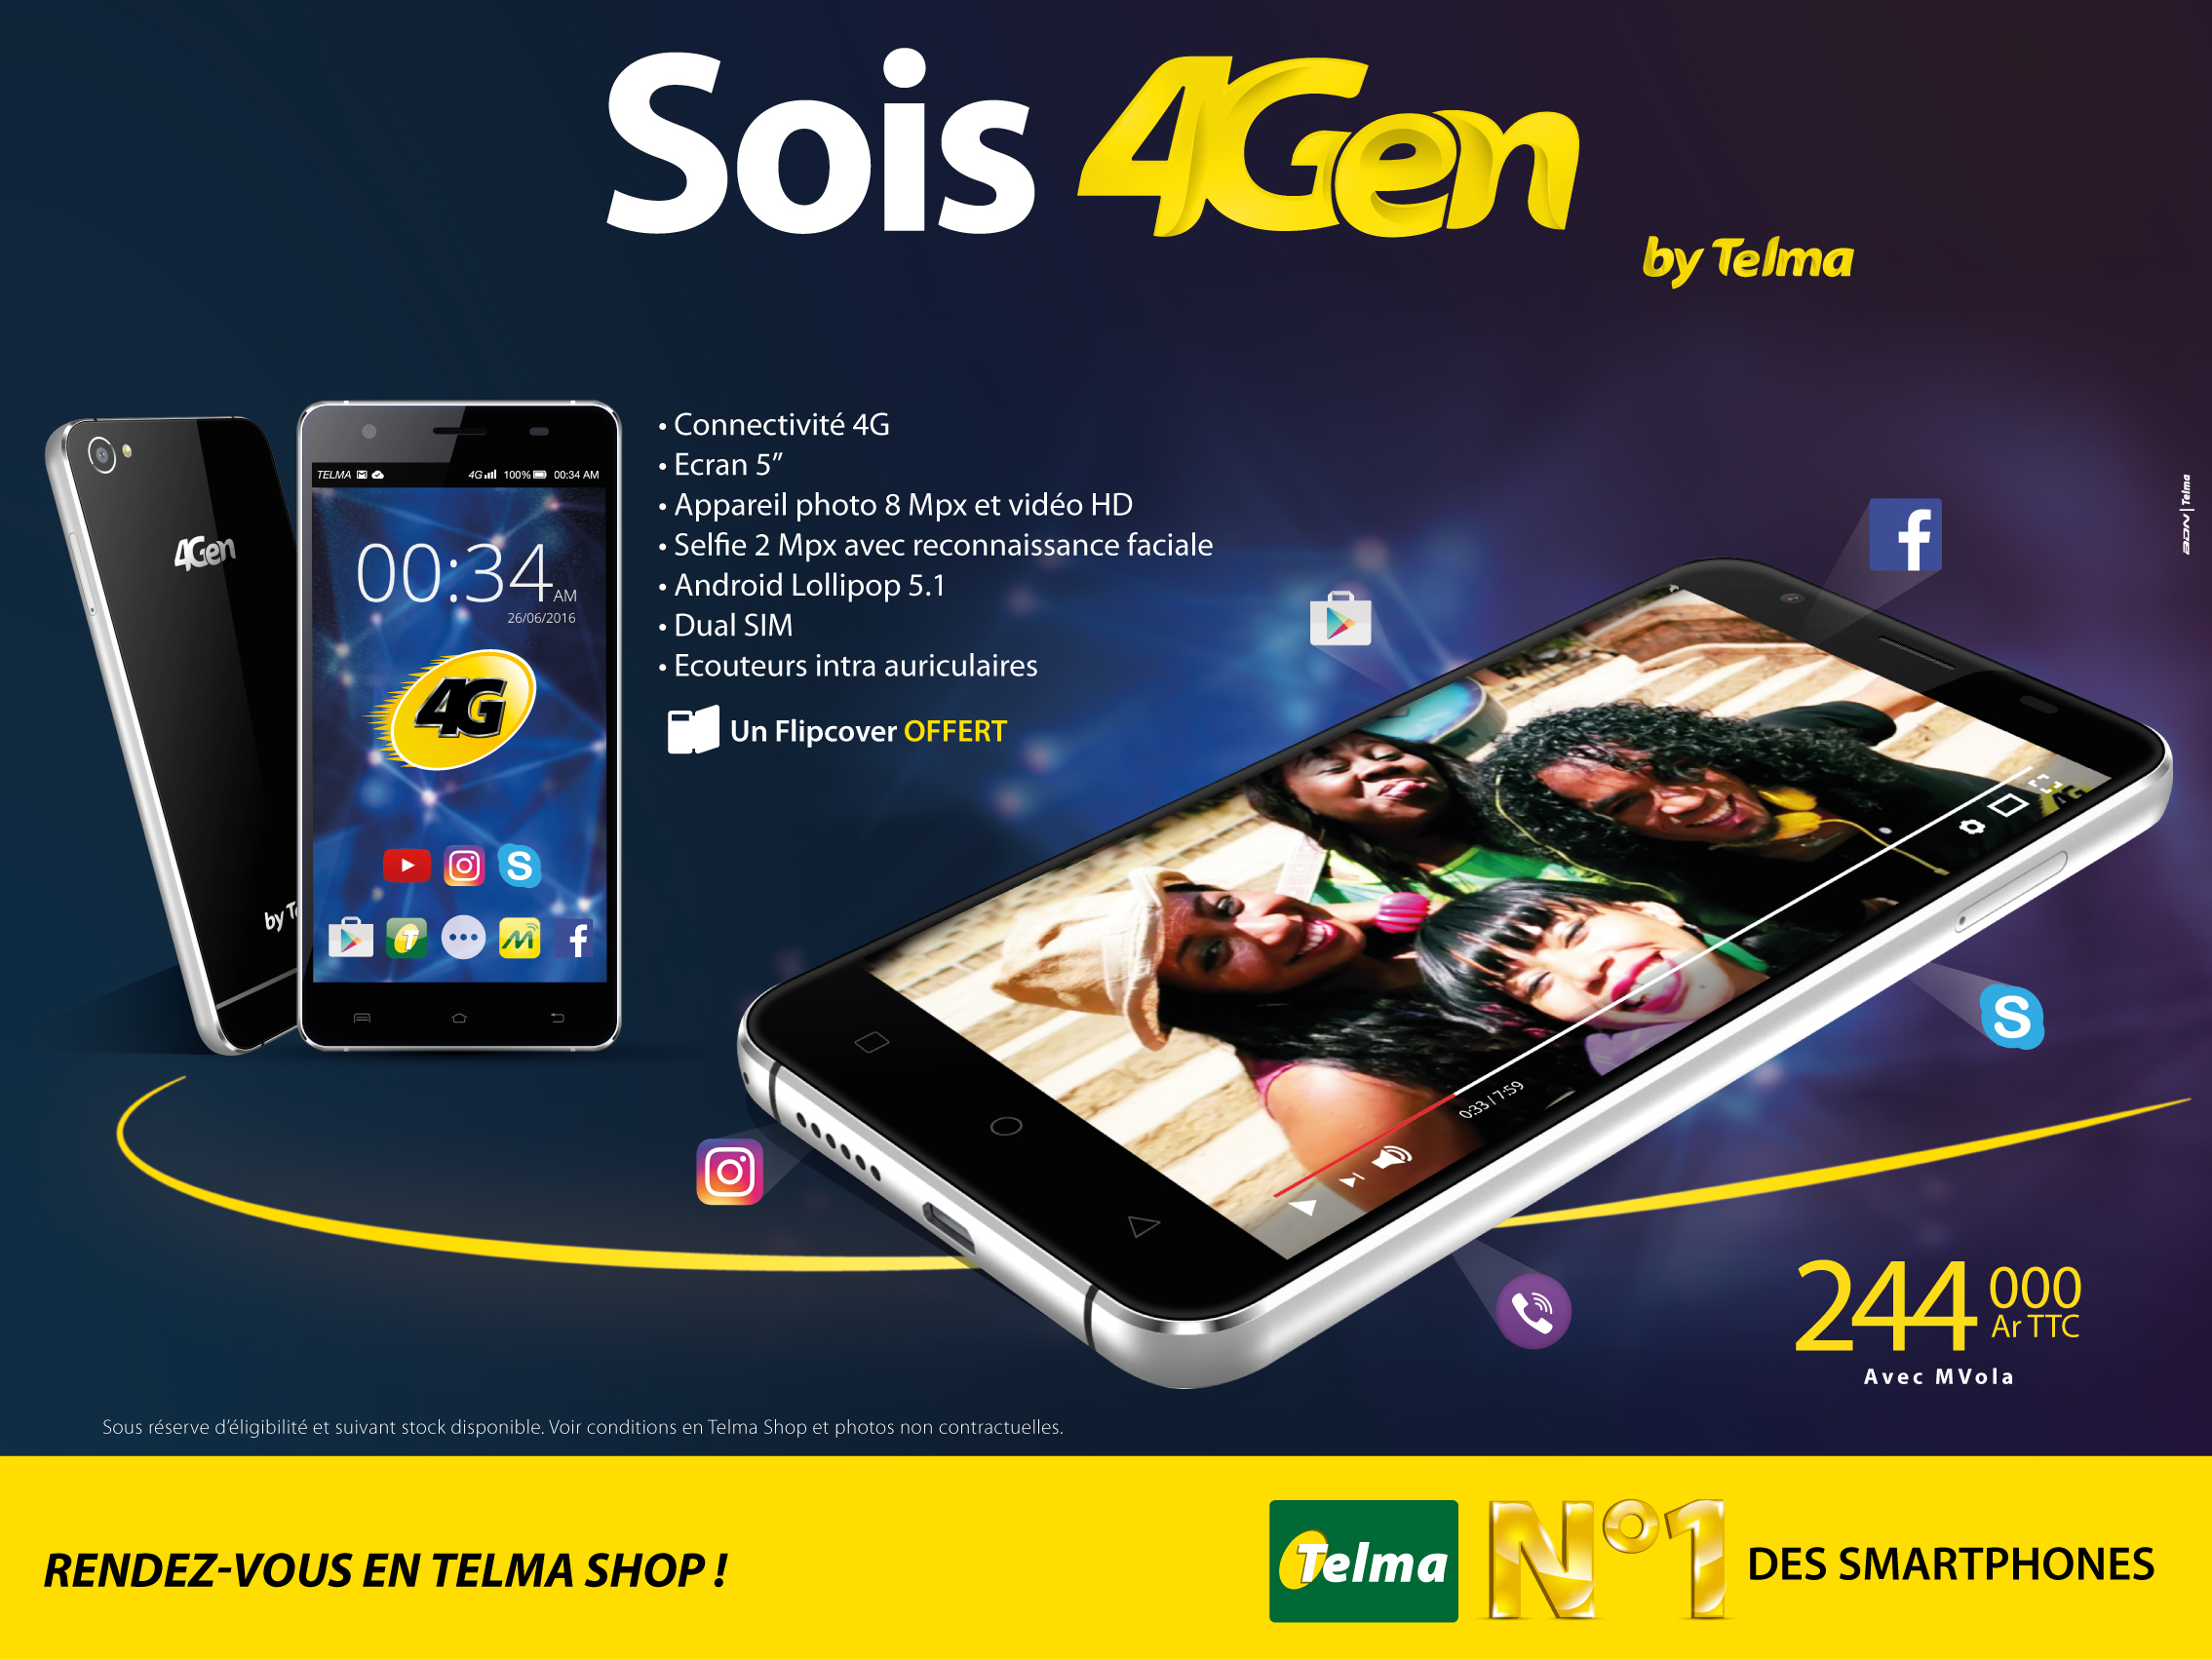 Sois 4Gen
by Telma
• Connectivité 4G
• Ecran 5”
• Appareil photo 8 Mpx et vidéo HD
• Selfie 2 Mpx avec reconnaissance faciale
• Android Lollipop 5.1
• Dual SIM
• Ecouteurs intra auriculaires
Un Flipcover OFFERT
4Gen
by Te
TELMA 4G 100% 00:34 AM
00:34 AM
26/06/2016
4G
S
T
M
f
f
S
0:33 / 7:59
4G
Telma
244 000
Ar TTC
Avec MVola
Sous réserve d’éligibilité et suivant stock disponible. Voir conditions en Telma Shop et photos non contractuelles.
RENDEZ-VOUS EN TELMA SHOP !
Telma N°1 DES SMARTPHONES